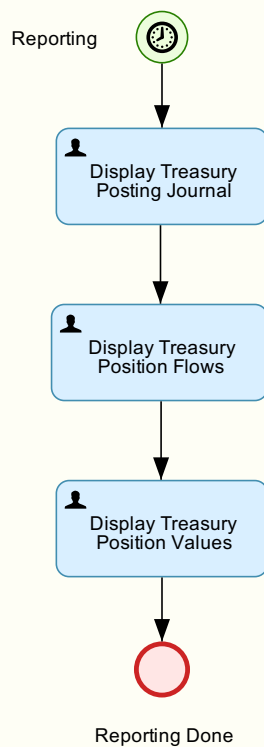 Reporting
Display Treasury
Posting Journal
Display Treasury
Position Flows
Display Treasury
Position Values
Reporting Done